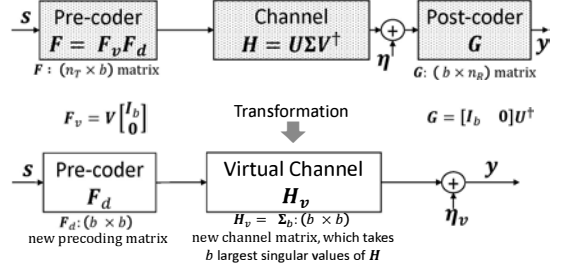 s
Pre-coder
F = F_vF_d
Channel
H = UΣV†
η
Post-coder
G
y
F : (n_T × b) matrix
G: ( b × n_R) matrix
F_v = V[I_b 0]
Transformation
G = [I_b 0]U†
s
Pre-coder
F_d
Virtual Channel
H_v
y
η_v
F_d:(b × b)
new precoding matrix
H_v = Σ_b:(b × b)
new channel matrix, which takes
b largest singular values of H